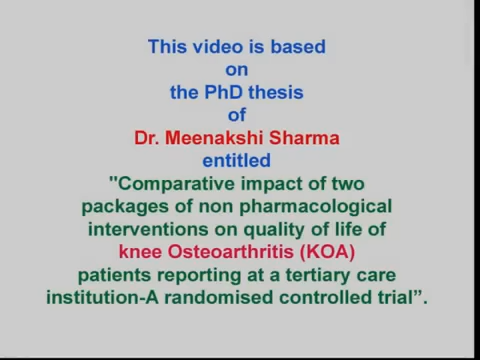 This video is based
on
the PhD thesis
of
Dr. Meenakshi Sharma
entitled
"Comparative impact of two
packages of non pharmacological
interventions on quality of life of
knee Osteoarthritis (KOA)
patients reporting at a tertiary care
institution-A randomised controlled trial”.